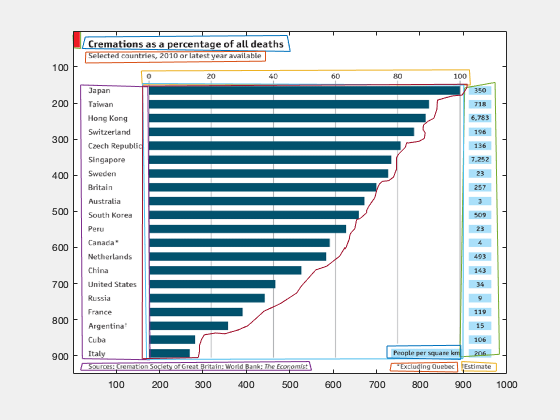 Cremations as a percentage of all deaths
Selected countries, 2010 or latest year available
0 20 40 60 80 100
Japan 350
Taiwan 718
Hong Kong 6,783
Switzerland 196
Czech Republic 136
Singapore 7,252
Sweden 23
Britain 257
Australia 3
South Korea 509
Peru 23
Canada* 4
Netherlands 493
China 143
United States 34
Russia 9
France 119
Argentina† 15
Cuba 106
Italy People per square km 206
Sources: Cremation Society of Great Britain; World Bank; The Economist *Excluding Quebec †Estimate
100
200
300
400
500
600
700
800
900
100 200 300 400 500 600 700 800 900 1000